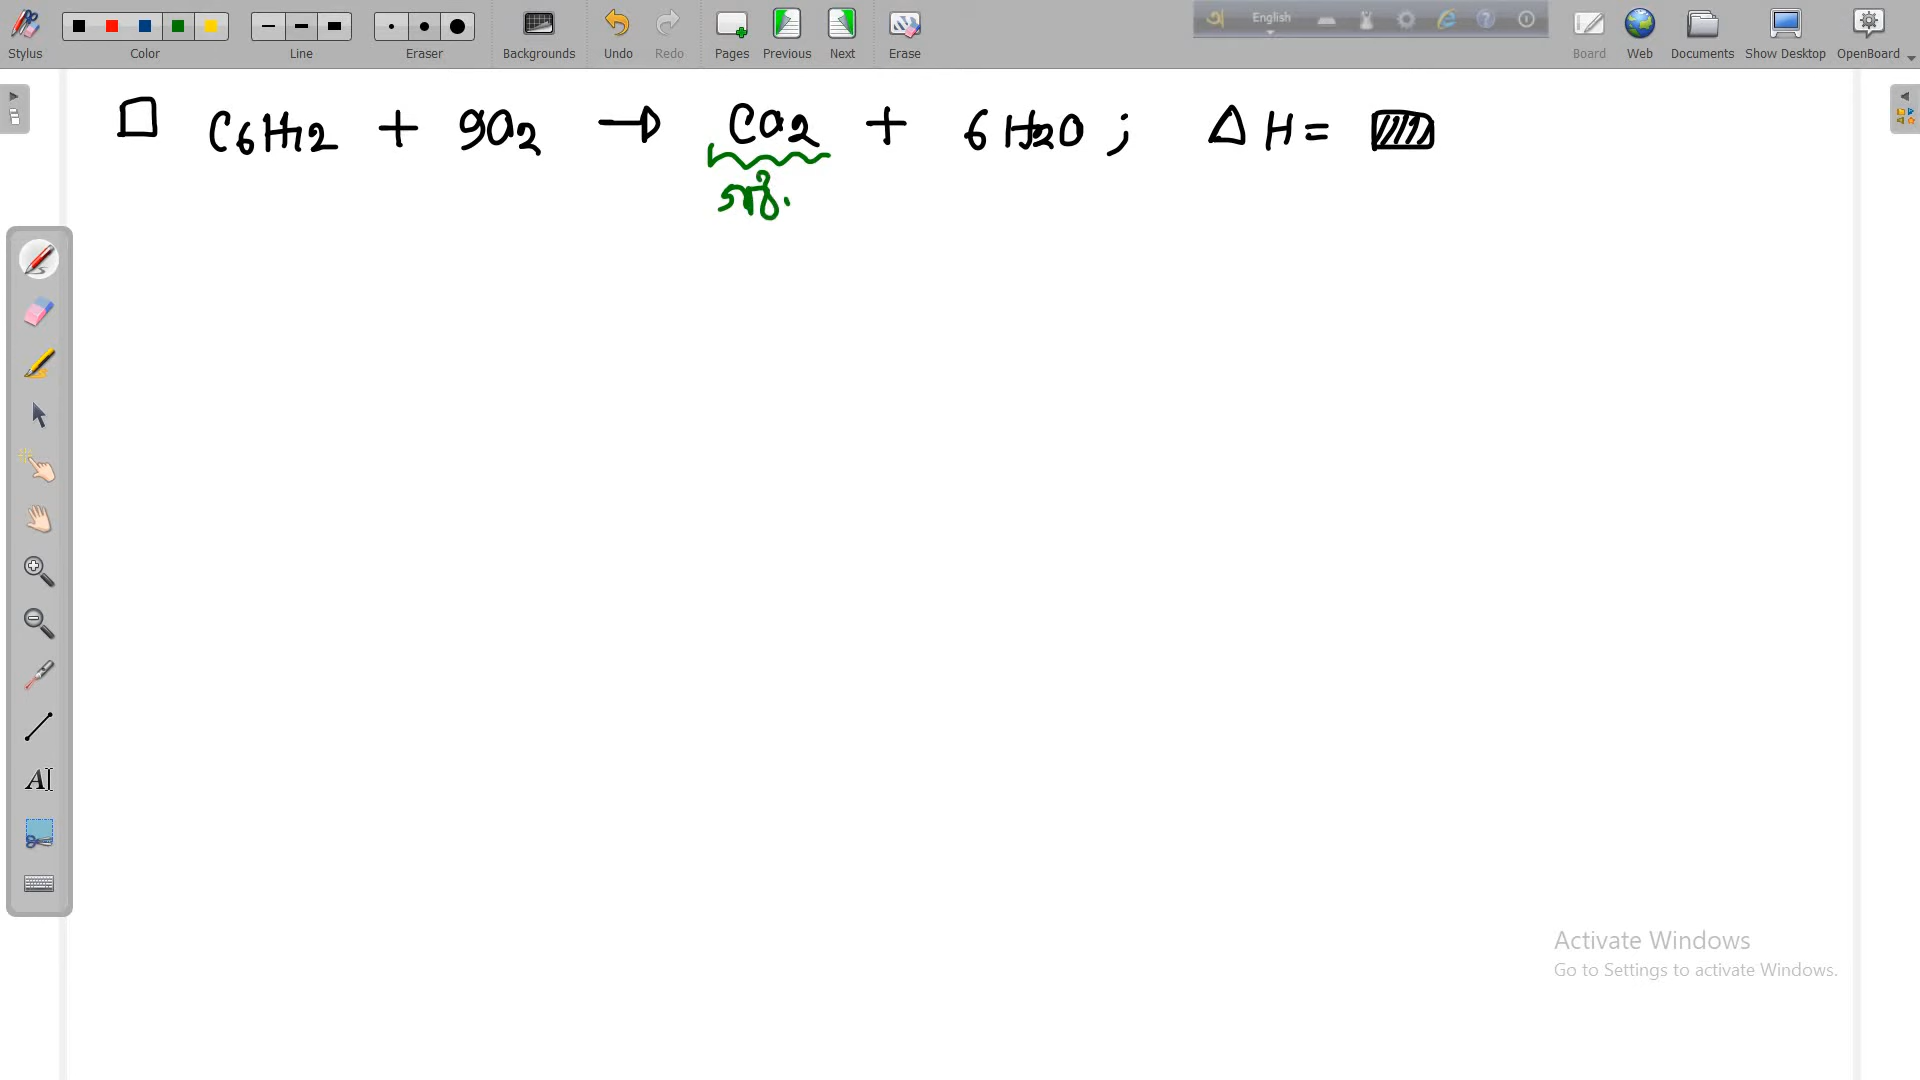 Stylus Color Line Eraser Backgrounds Undo Redo Pages Previous Next Erase English Board Web Documents Show Desktop OpenBoard
□ C6H12 + 9O2 → CO2 + 6H2O ; ΔH =
Activate Windows
Go to Settings to activate Windows.